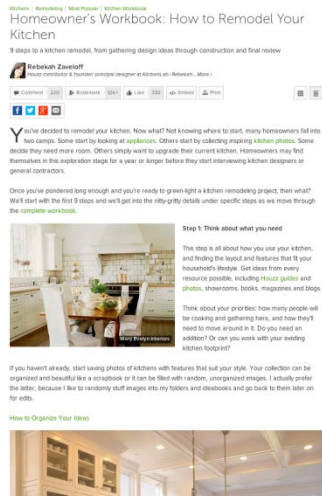 Kitchens | Remodeling | Most Popular | Kitchen Workbook
Homeowner's Workbook: How to Remodel Your
Kitchen
9 steps to a kitchen remodel, from gathering design ideas through construction and final review
Rebekah Zaveloff
Houzz contributor & founder/ principal designer at KitchenLab | Rebekah... More
Comment 220 Bookmark 10k+ Like 330 Embed Print
You've decided to remodel your kitchen. Now what? Not knowing where to start, many homeowners fall into
two camps. Some start by looking at appliances. Others start by collecting inspiring kitchen photos. Some
decide they need more room. Others simply want to upgrade their current kitchen. Homeowners may find
themselves in this exploration stage for a year or longer before they start interviewing kitchen designers or
general contractors.
Once you've pondered long enough and you're ready to green-light a kitchen remodeling project, then what?
We'll start with the first 9 steps and we'll get into the nitty-gritty details under specific steps as we move through
the complete workbook.
Step 1: Think about what you need
This step is all about how you use your kitchen,
and finding the layout and features that fit your
household's lifestyle. Get ideas from every
resource possible, including Houzz guides and
photos, showrooms, books, magazines and blogs.
Think about your priorities: how many people will
be cooking and gathering here, and how they'll
need to move around in it. Do you need an
addition? Or can you work with your existing
kitchen footprint?
Mary Evelyn Interiors
If you haven't already, start saving photos of kitchens with features that suit your style. Your collection can be
organized and beautiful like a scrapbook or it can be filled with random, unorganized images. I actually prefer
the latter, because I like to randomly stuff images into my folders and ideabooks and go back to them later on
for edits.
How to Organize Your Ideas